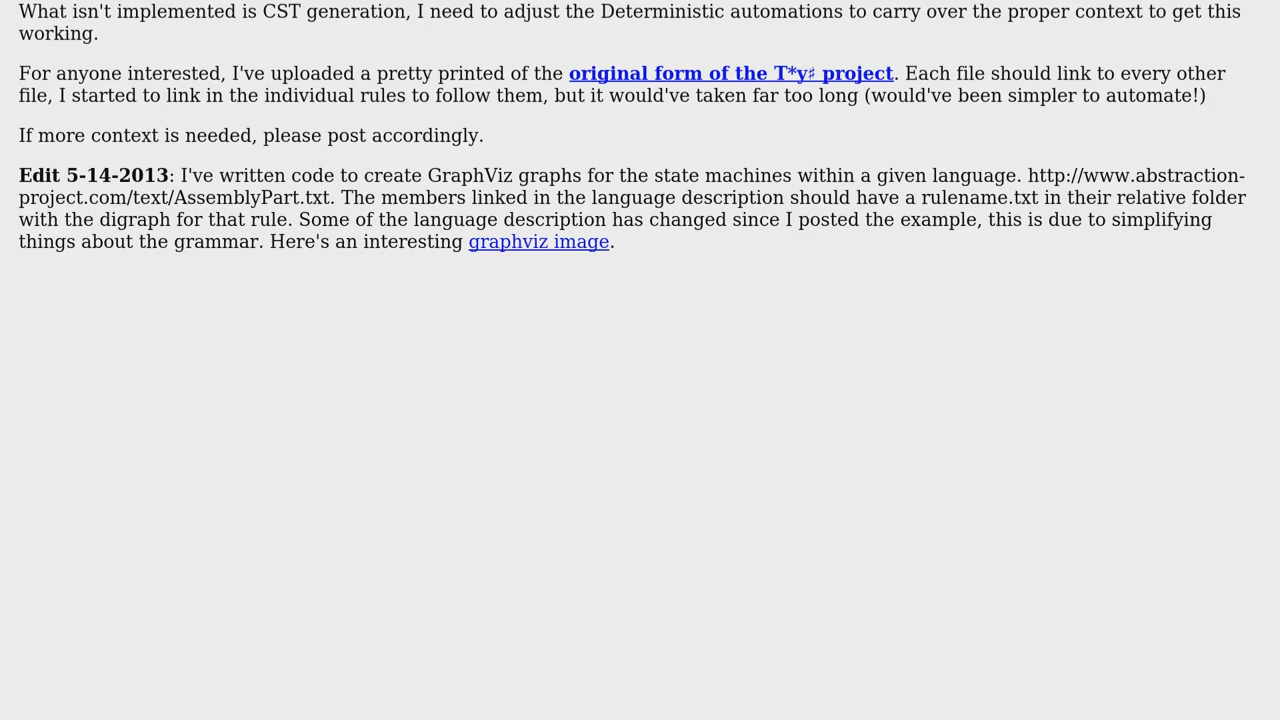 What isn't implemented is CST generation, I need to adjust the Deterministic automations to carry over the proper context to get this
working.
For anyone interested, I've uploaded a pretty printed of the original form of the T*y♯ project. Each file should link to every other
file, I started to link in the individual rules to follow them, but it would've taken far too long (would've been simpler to automate!)
If more context is needed, please post accordingly.
Edit 5-14-2013: I've written code to create GraphViz graphs for the state machines within a given language. http://www.abstraction-
project.com/text/AssemblyPart.txt. The members linked in the language description should have a rulename.txt in their relative folder
with the digraph for that rule. Some of the language description has changed since I posted the example, this is due to simplifying
things about the grammar. Here's an interesting graphviz image.